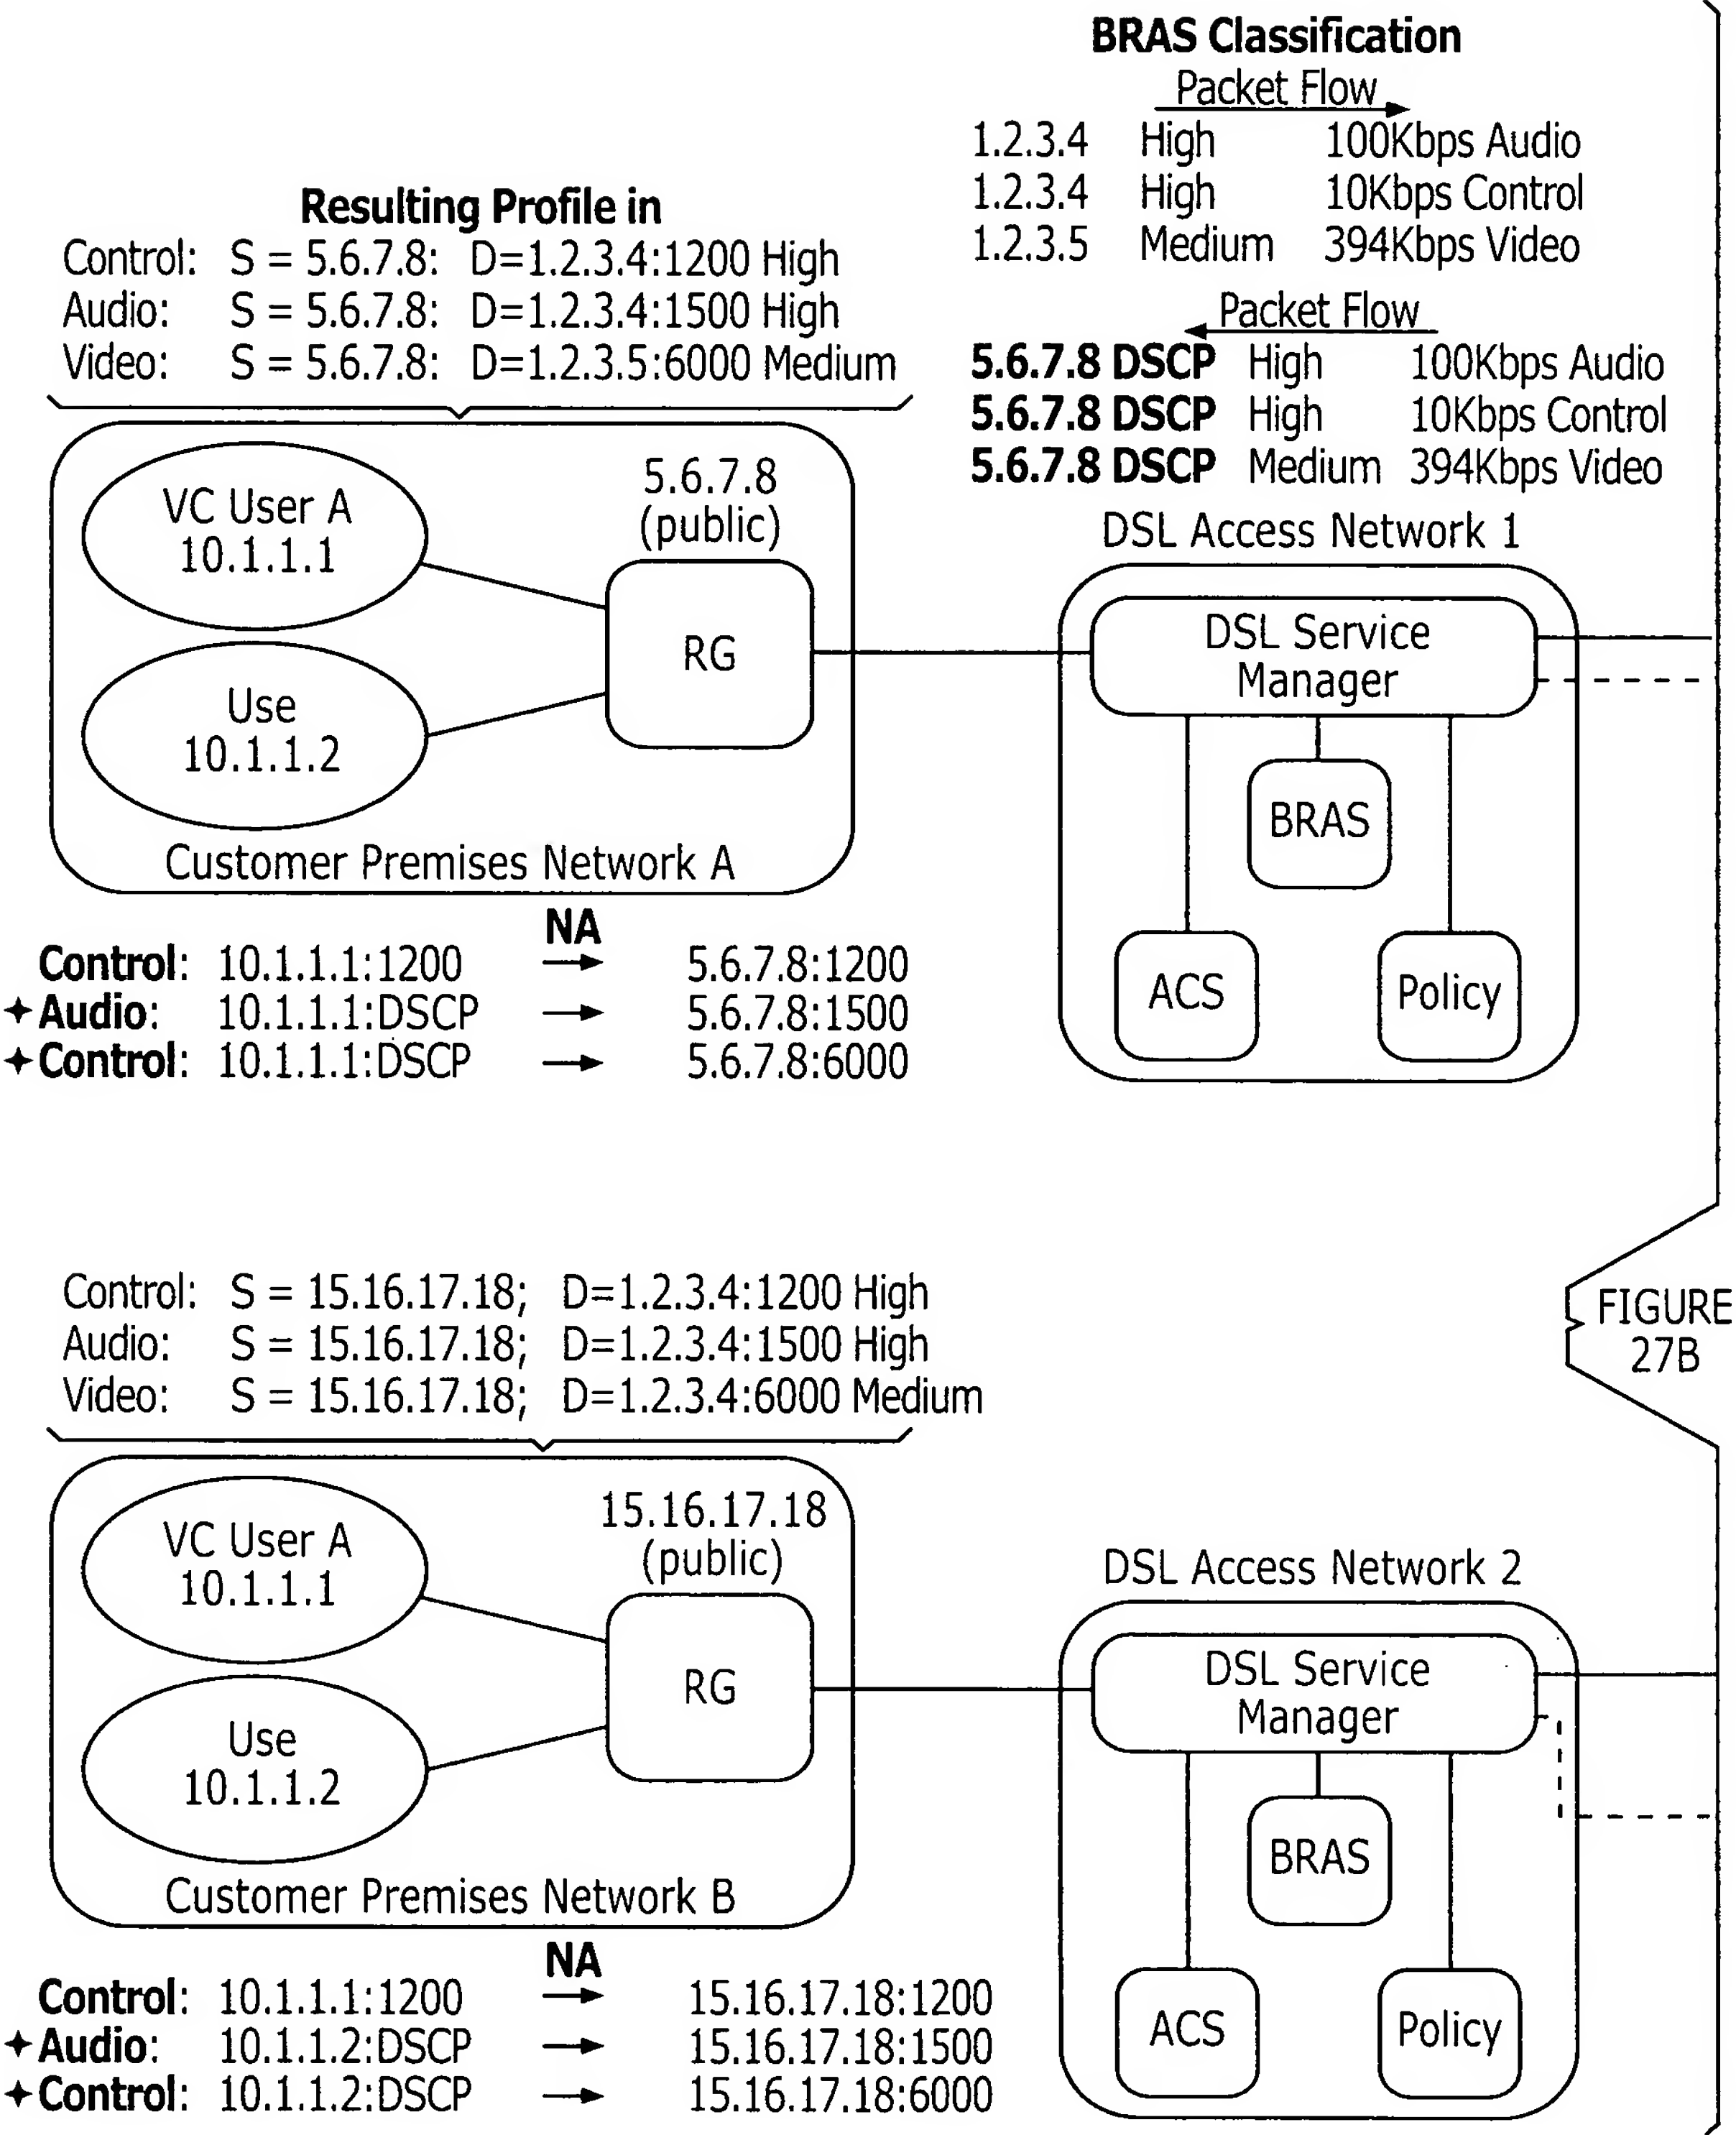 BRAS Classification
Packet Flow
1.2.3.4 High 100Kbps Audio
1.2.3.4 High 10Kbps Control
1.2.3.5 Medium 394Kbps Video
Packet Flow
5.6.7.8 DSCP High 100Kbps Audio
5.6.7.8 DSCP High 10Kbps Control
5.6.7.8 DSCP Medium 394Kbps Video
Resulting Profile in
Control: S = 5.6.7.8: D=1.2.3.4:1200 High
Audio: S = 5.6.7.8: D=1.2.3.4:1500 High
Video: S = 5.6.7.8: D=1.2.3.5:6000 Medium
VC User A
10.1.1.1
Use
10.1.1.2
5.6.7.8
(public)
RG
Customer Premises Network A
DSL Access Network 1
DSL Service
Manager
BRAS
ACS
Policy
NA
Control: 10.1.1.1:1200 → 5.6.7.8:1200
✦Audio: 10.1.1.1:DSCP → 5.6.7.8:1500
✦Control: 10.1.1.1:DSCP → 5.6.7.8:6000
FIGURE
27B
Control: S = 15.16.17.18; D=1.2.3.4:1200 High
Audio: S = 15.16.17.18; D=1.2.3.4:1500 High
Video: S = 15.16.17.18; D=1.2.3.4:6000 Medium
VC User A
10.1.1.1
Use
10.1.1.2
15.16.17.18
(public)
RG
Customer Premises Network B
DSL Access Network 2
DSL Service
Manager
BRAS
ACS
Policy
NA
Control: 10.1.1.1:1200 → 15.16.17.18:1200
✦Audio: 10.1.1.2:DSCP → 15.16.17.18:1500
✦Control: 10.1.1.2:DSCP → 15.16.17.18:6000